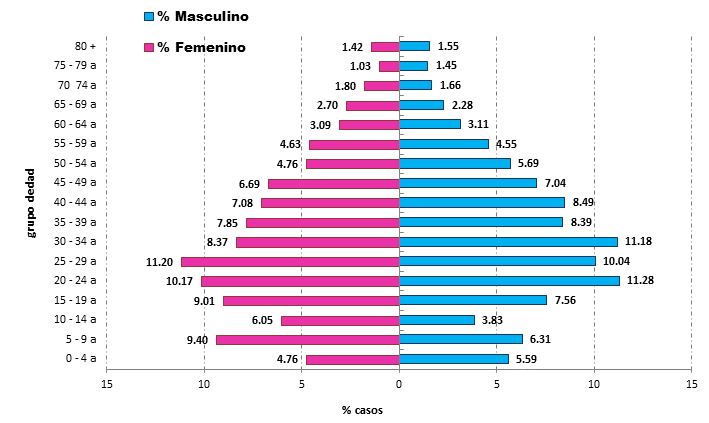 % Masculino
% Femenino
80 + 1.42 1.55
75 - 79 a 1.03 1.45
70 74 a 1.80 1.66
65 - 69 a 2.70 2.28
60 - 64 a 3.09 3.11
55 - 59 a 4.63 4.55
50 - 54 a 4.76 5.69
45 - 49 a 6.69 7.04
40 - 44 a 7.08 8.49
35 - 39 a 7.85 8.39
30 - 34 a 8.37 11.18
25 - 29 a 11.20 10.04
20 - 24 a 10.17 11.28
15 - 19 a 9.01 7.56
10 - 14 a 6.05 3.83
5 - 9 a 9.40 6.31
0 - 4 a 4.76 5.59
15 10 5 0 5 10 15
grupo dedad
% casos